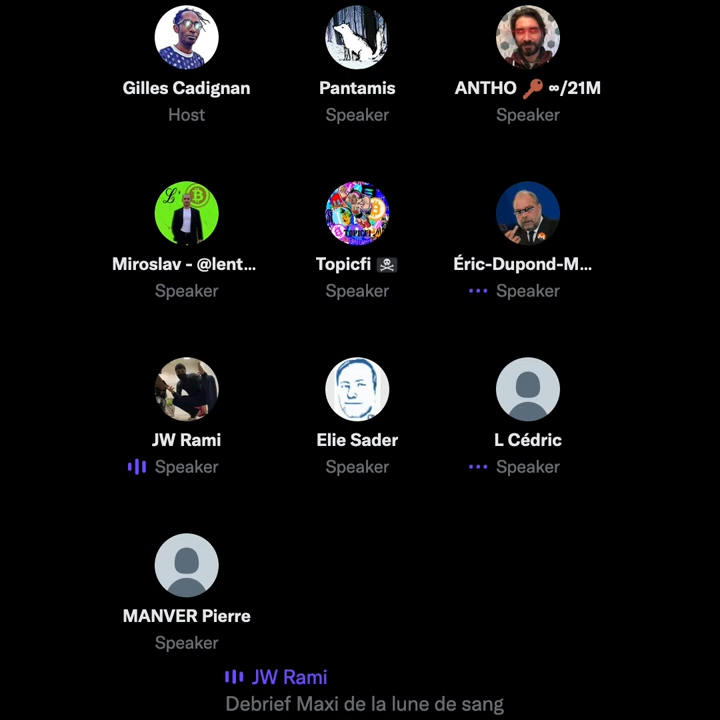 Gilles Cadignan Pantamis ANTHO 🔑 ∞/21M
Host Speaker Speaker
Miroslav - @lent... Topicfi ☠ Éric-Dupond-M...
Speaker Speaker ••• Speaker
JW Rami Elie Sader L Cédric
Speaker Speaker ••• Speaker
MANVER Pierre
Speaker
JW Rami
Debrief Maxi de la lune de sang